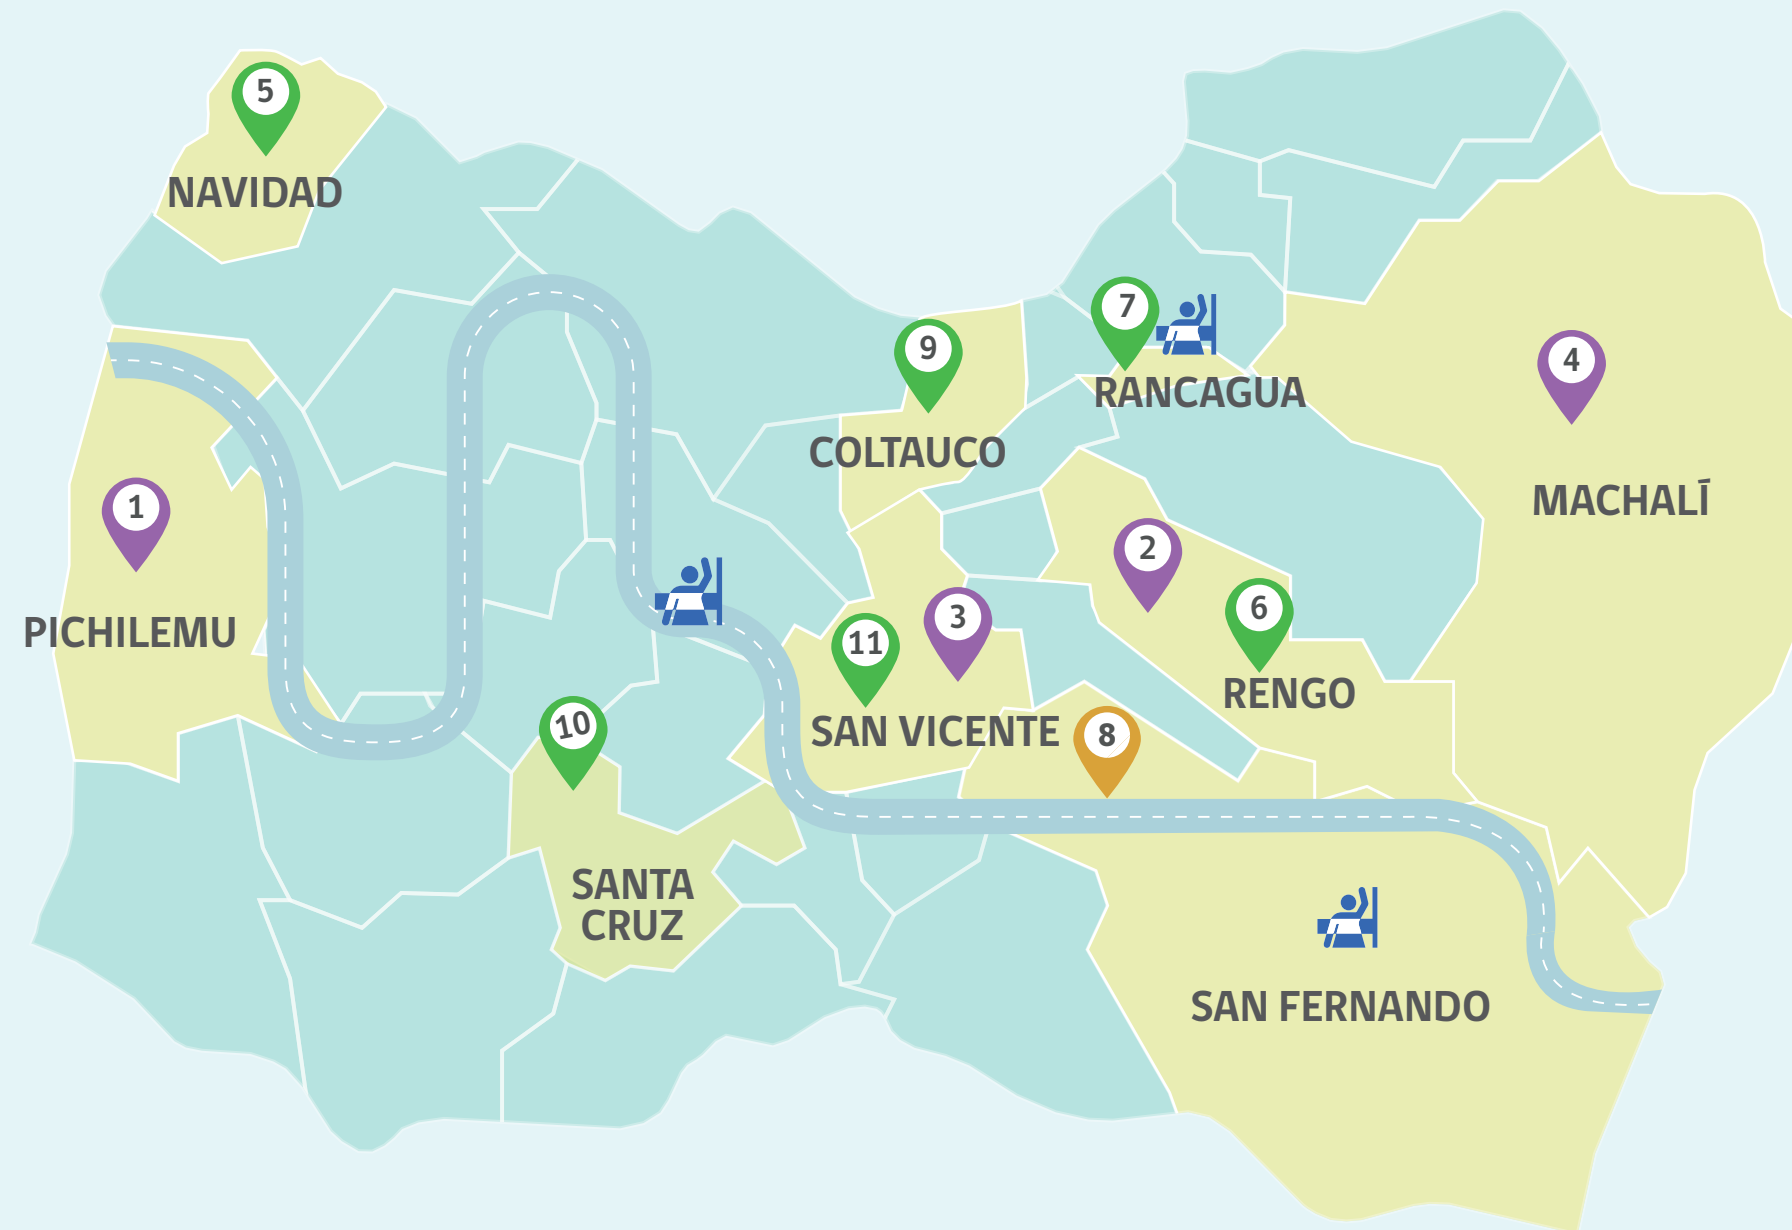 5
NAVIDAD
7
9
RANCAGUA
4
COLTAUCO
MACHALÍ
1
2
PICHILEMU
3
6
11
RENGO
SAN VICENTE
8
10
SANTA
CRUZ
SAN FERNANDO